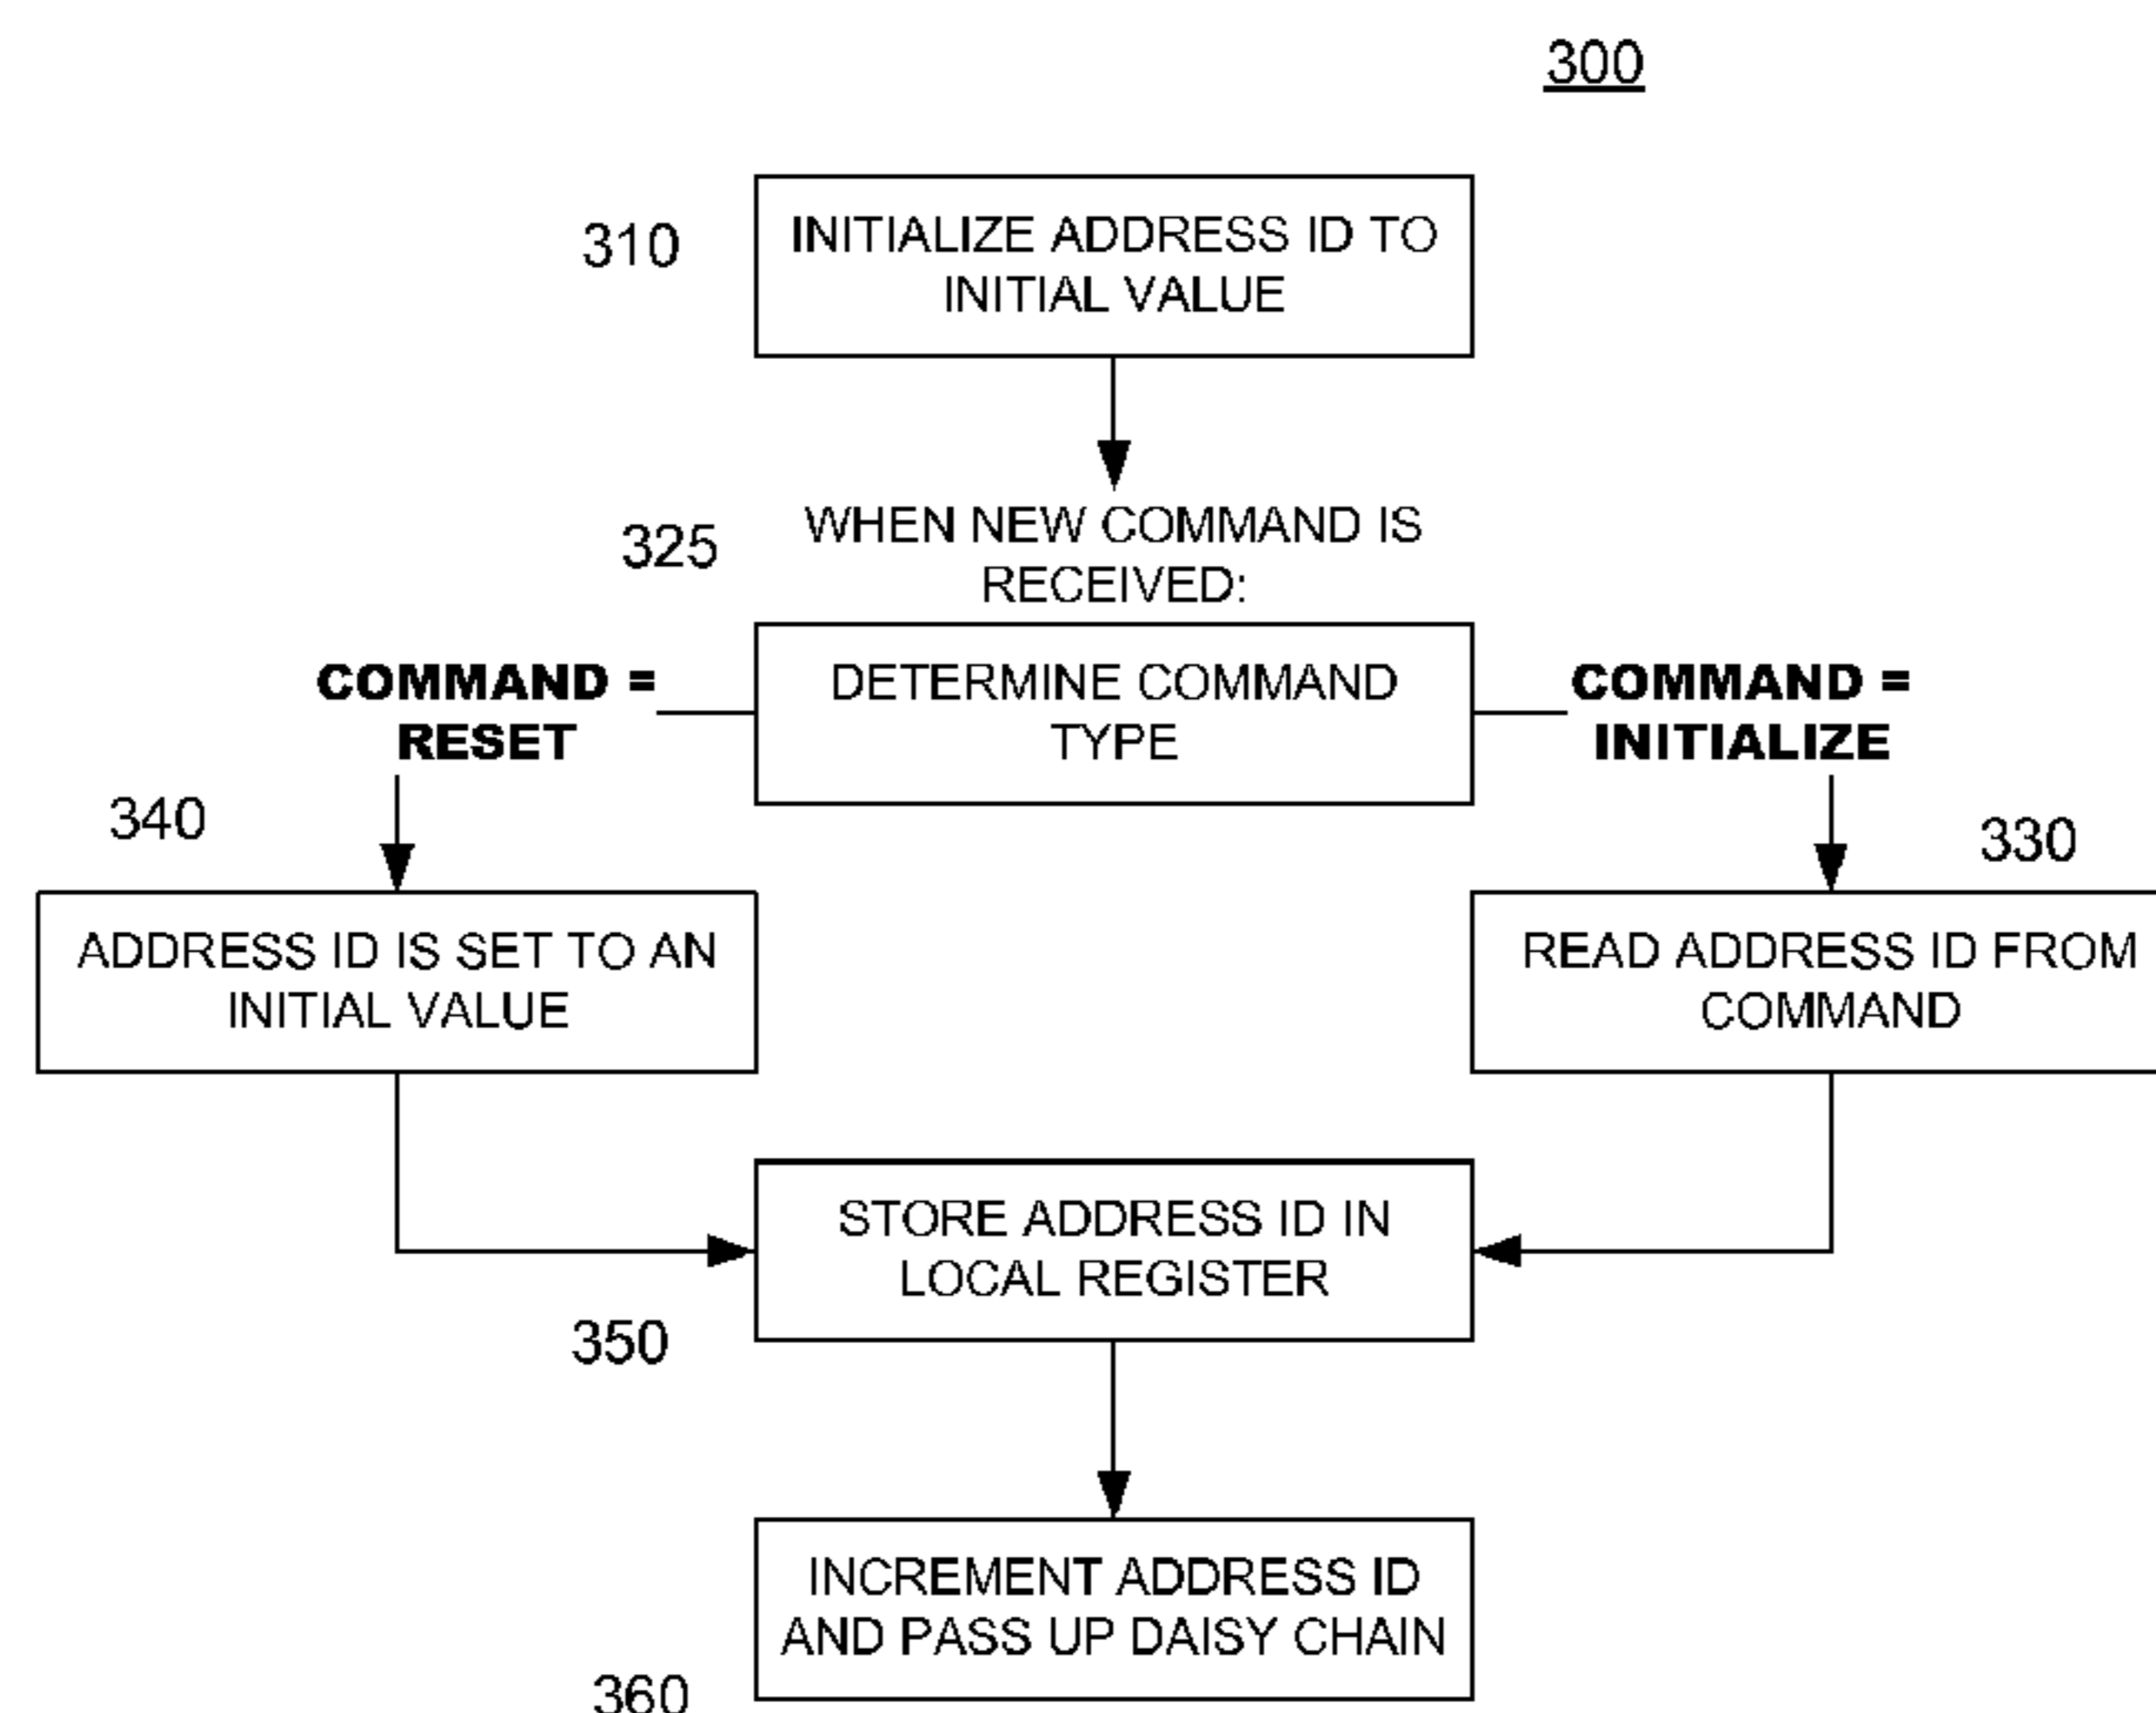 300
310
INITIALIZE ADDRESS ID TO
INITIAL VALUE
325
WHEN NEW COMMAND IS
RECEIVED:
COMMAND =
RESET
DETERMINE COMMAND
TYPE
COMMAND =
INITIALIZE
340
330
ADDRESS ID IS SET TO AN
INITIAL VALUE
READ ADDRESS ID FROM
COMMAND
STORE ADDRESS ID IN
LOCAL REGISTER
350
INCREMENT ADDRESS ID
AND PASS UP DAISY CHAIN
360